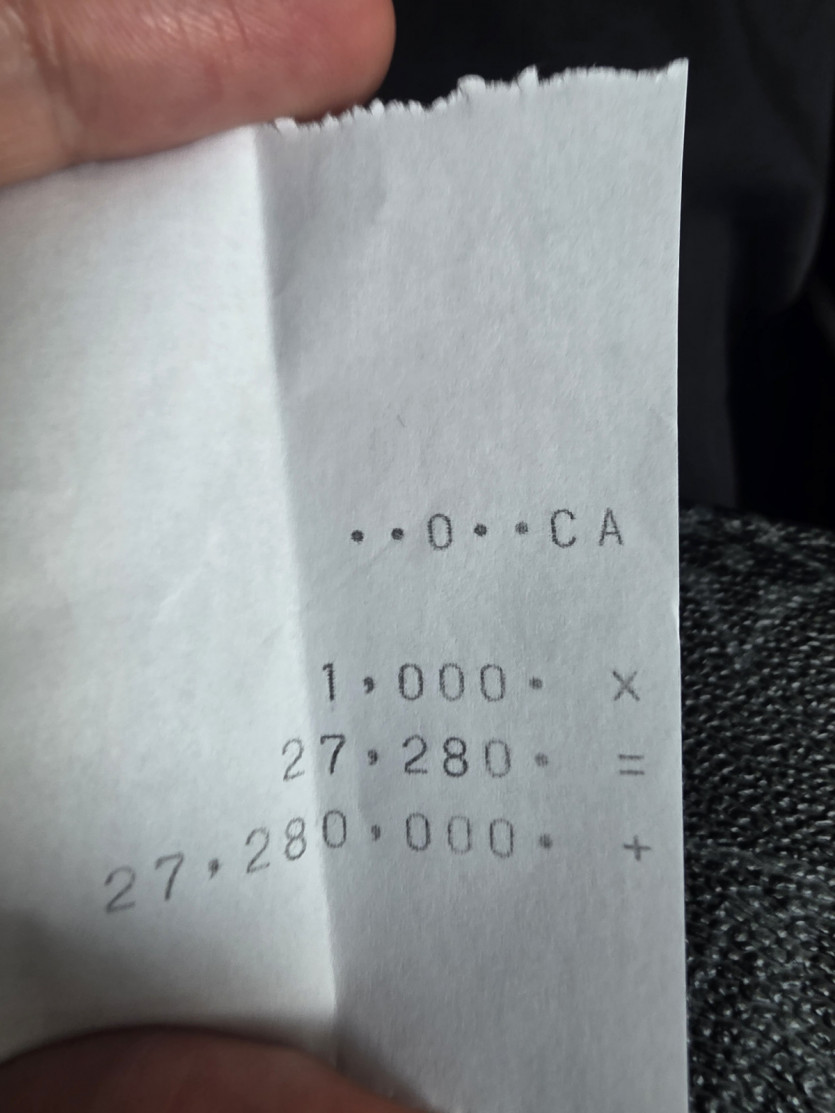 ··0··CA
1,000. ×
27,280. =
27,280,000. +